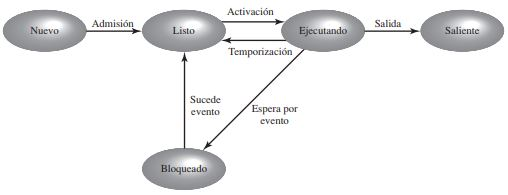 Nuevo
Admisión
Listo
Activación
Temporización
Ejecutando
Salida
Saliente
Sucede
evento
Espera por
evento
Bloqueado